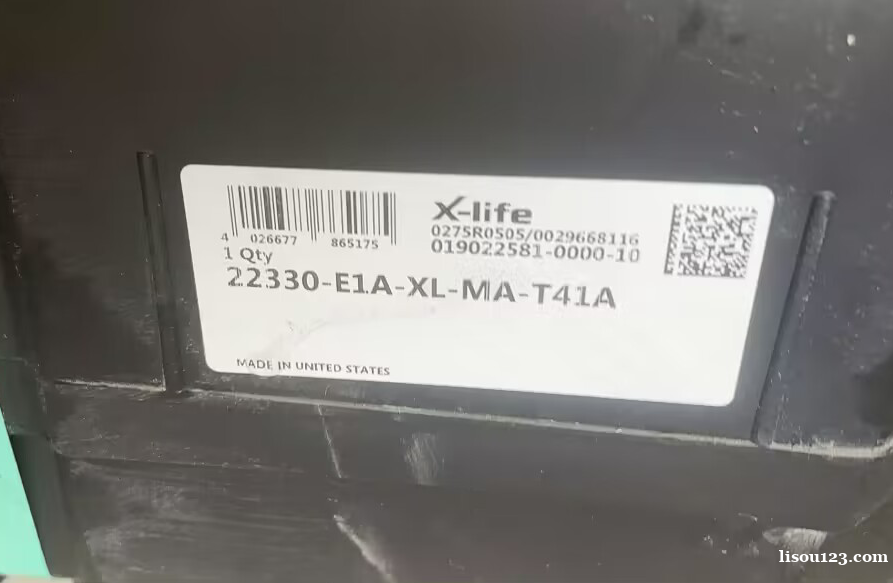 X-life
0275R0505/0029668116
019022581-0000-10
4 026677 865175
1 Qty
22330-E1A-XL-MA-T41A
MADE IN UNITED STATES
lisou123.com